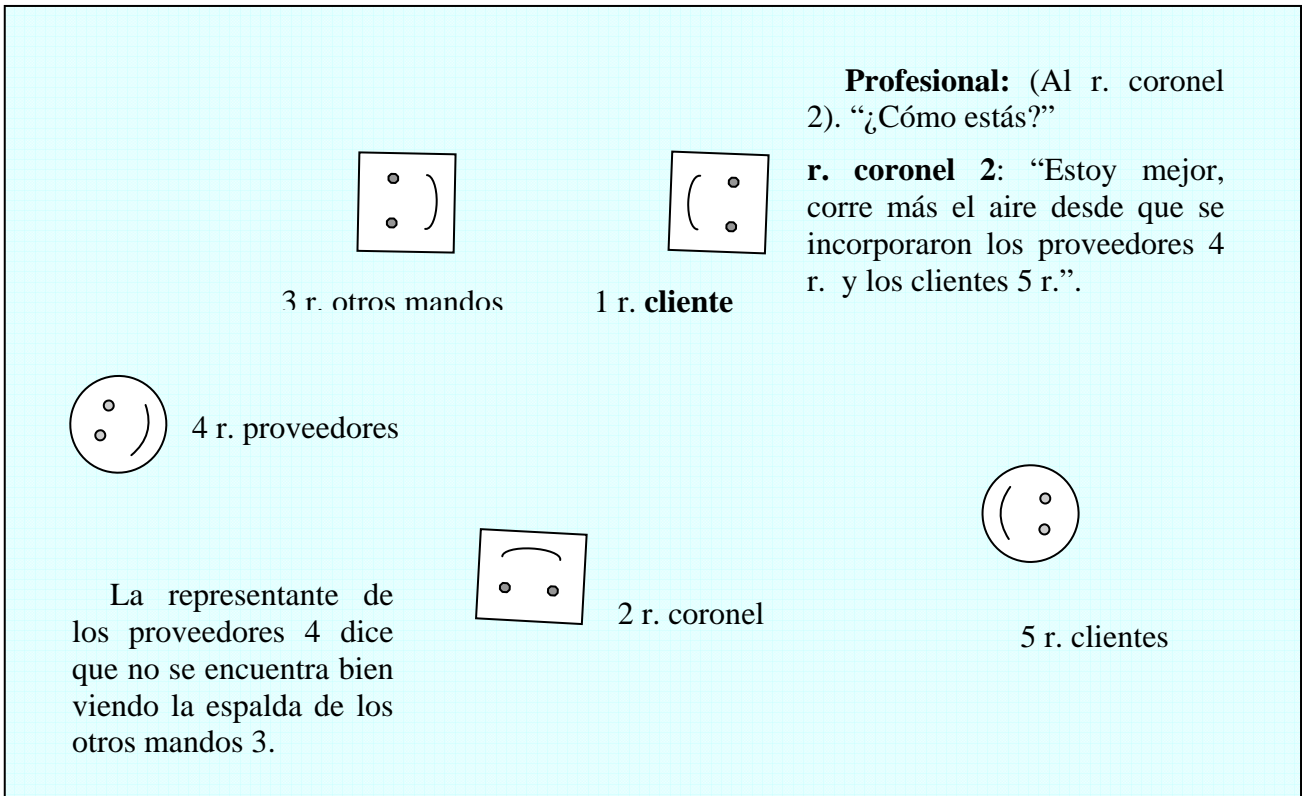 Profesional: (Al r. coronel
2). “¿Cómo estás?”
r. coronel 2: “Estoy mejor,
corre más el aire desde que se
incorporaron los proveedores 4
r. y los clientes 5 r.”.
3 r. otros mandos
1 r. cliente
4 r. proveedores
2 r. coronel
5 r. clientes
La representante de
los proveedores 4 dice
que no se encuentra bien
viendo la espalda de los
otros mandos 3.